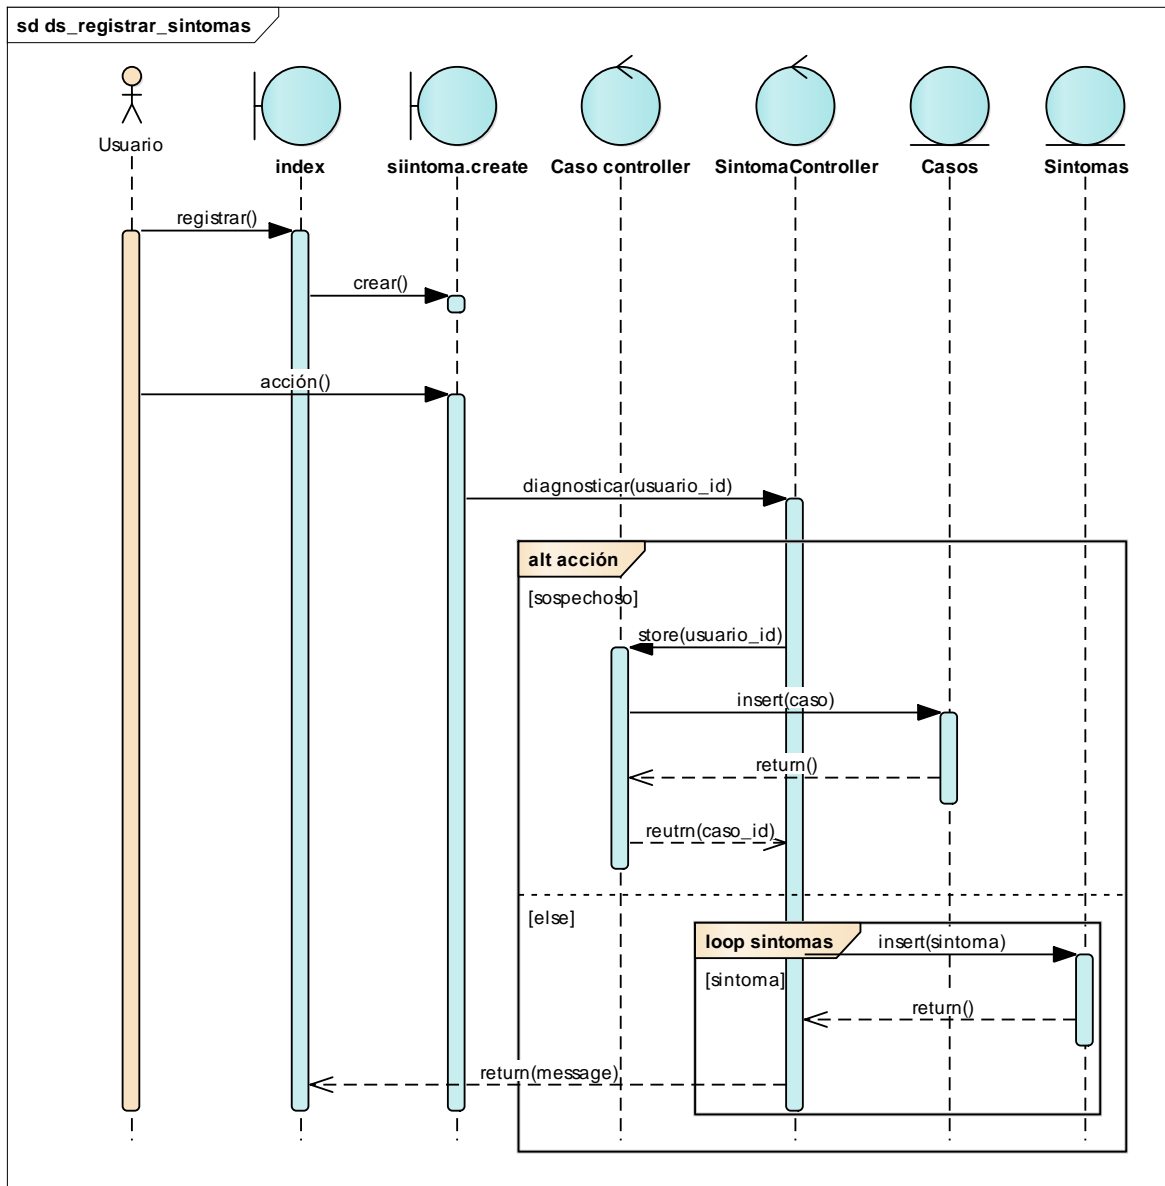 sd ds_registrar_sintomas
Usuario
index
siintoma.create
Caso controller
SintomaController
Casos
Sintomas
registrar()
crear()
acción()
diagnosticar(usuario_id)
alt acción
[sospechoso]
store(usuario_id)
insert(caso)
return()
reutrn(caso_id)
[else]
loop sintomas
insert(sintoma)
[sintoma]
return()
return(message)